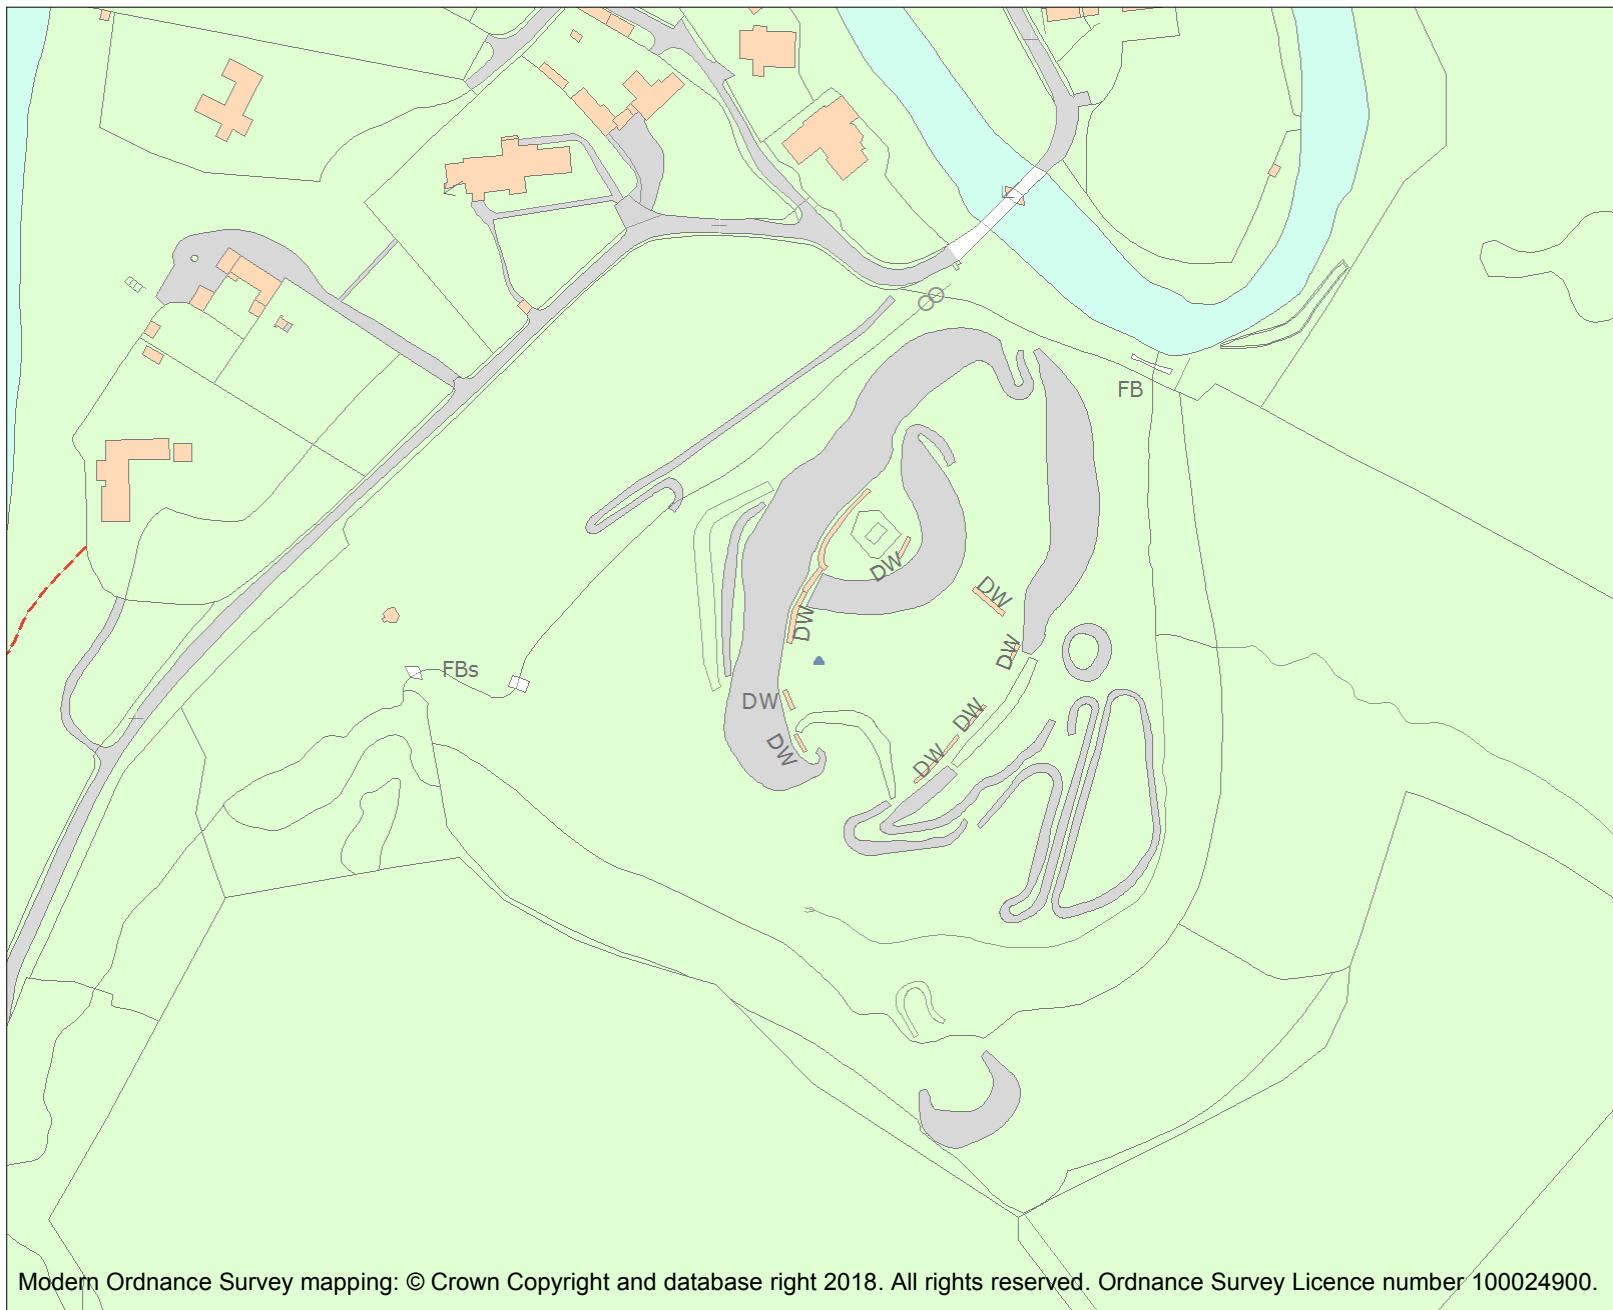 FB
DW
DW
DW
DW
FBs
DW
DW
DW
DW
Modern Ordnance Survey mapping: © Crown Copyright and database right 2018. All rights reserved. Ordnance Survey Licence number 100024900.